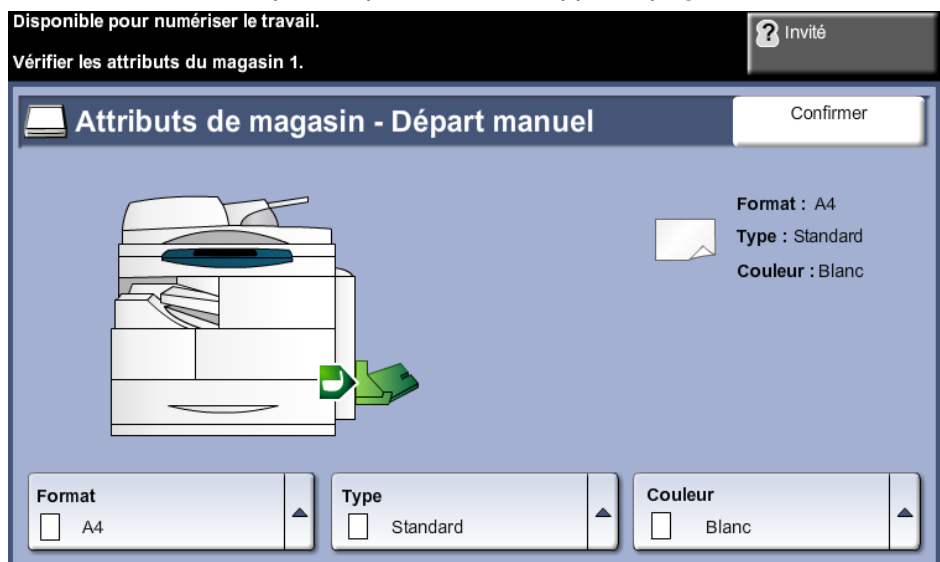 Disponible pour numériser le travail.
Invité
Vérifier les attributs du magasin 1.
Attributs de magasin - Départ manuel
Confirmer
Format : A4
Type : Standard
Couleur : Blanc
Format
A4
Type
Standard
Couleur
Blanc